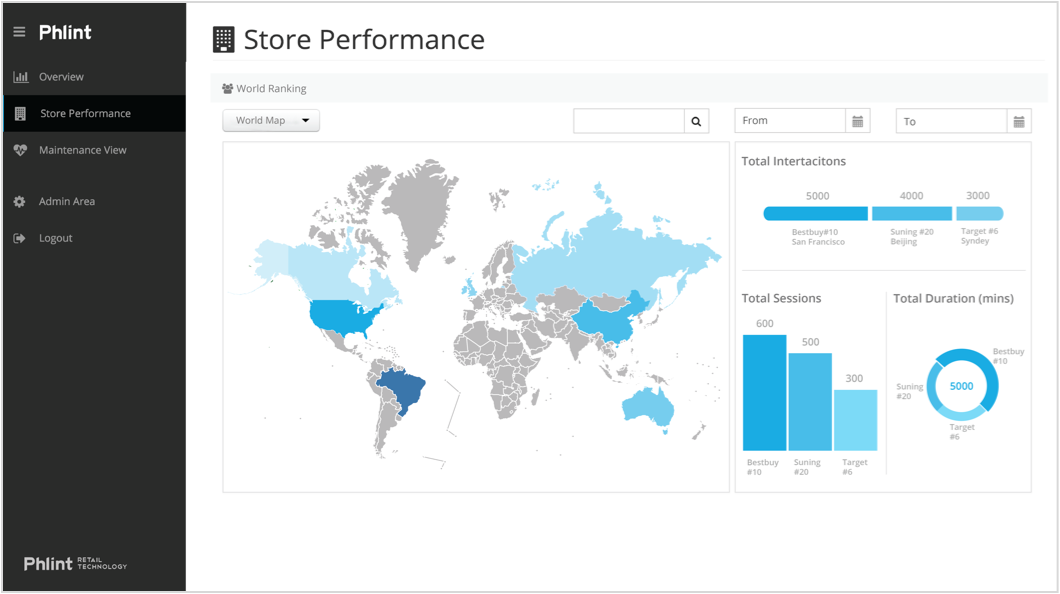 Phlint
Overview
Store Performance
Maintenance View
Admin Area
Logout
Phlint RETAIL
TECHNOLOGY
Store Performance
World Ranking
World Map
From
To
Total Intertacitons
5000
4000
3000
Bestbuy#10
San Francisco
Suning #20
Beijing
Target #6
Syndey
Total Sessions
600
500
300
Bestbuy
#10
Suning
#20
Target
#6
Total Duration (mins)
Bestbuy
#10
Suning
#20
5000
Target
#6